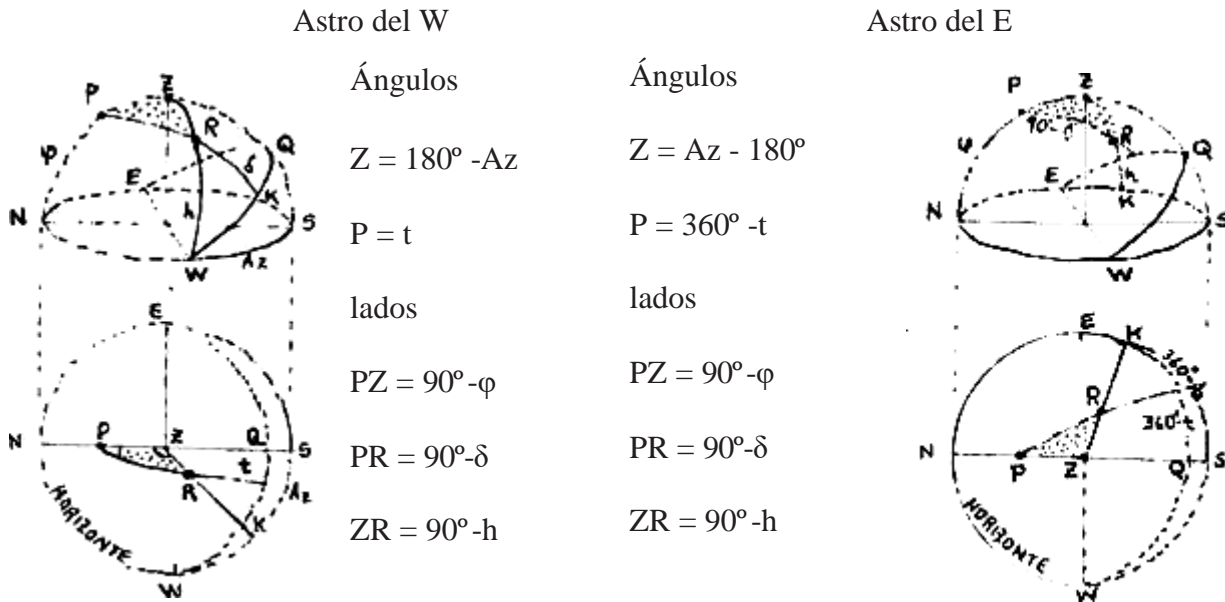 Astro del W
Astro del E
Ángulos
Z = 180º -Az
P = t
lados
PZ = 90º -φ
PR = 90º-δ
ZR = 90º -h
Ángulos
Z = Az - 180º
P = 360º -t
lados
PZ = 90º -φ
PR = 90º-δ
ZR = 90º -h
Z
P
R
Q
φ
δ
E
K
N
h
S
W
Az
E
N
P
Z
Q
S
t
R
Az
K
HORIZONTE
W
P
Z
R
Q
φ
E
h
K
N
S
W
E
K
360º
R
360º-t
N
P
Z
Q
S
HORIZONTE
W